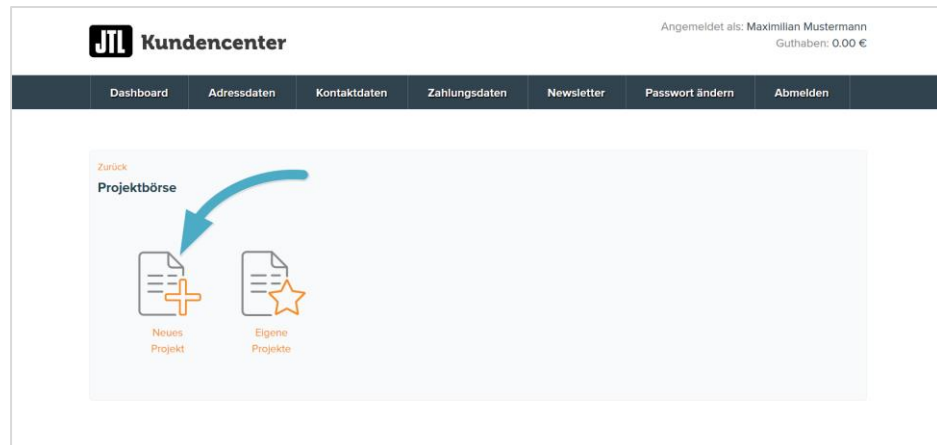 JTL Kundencenter
Angemeldet als: Maximilian Mustermann
Guthaben: 0.00 €
Dashboard Adressdaten Kontaktdaten Zahlungsdaten Newsletter Passwort ändern Abmelden
Zurück
Projektbörse
Neues
Projekt
Eigene
Projekte